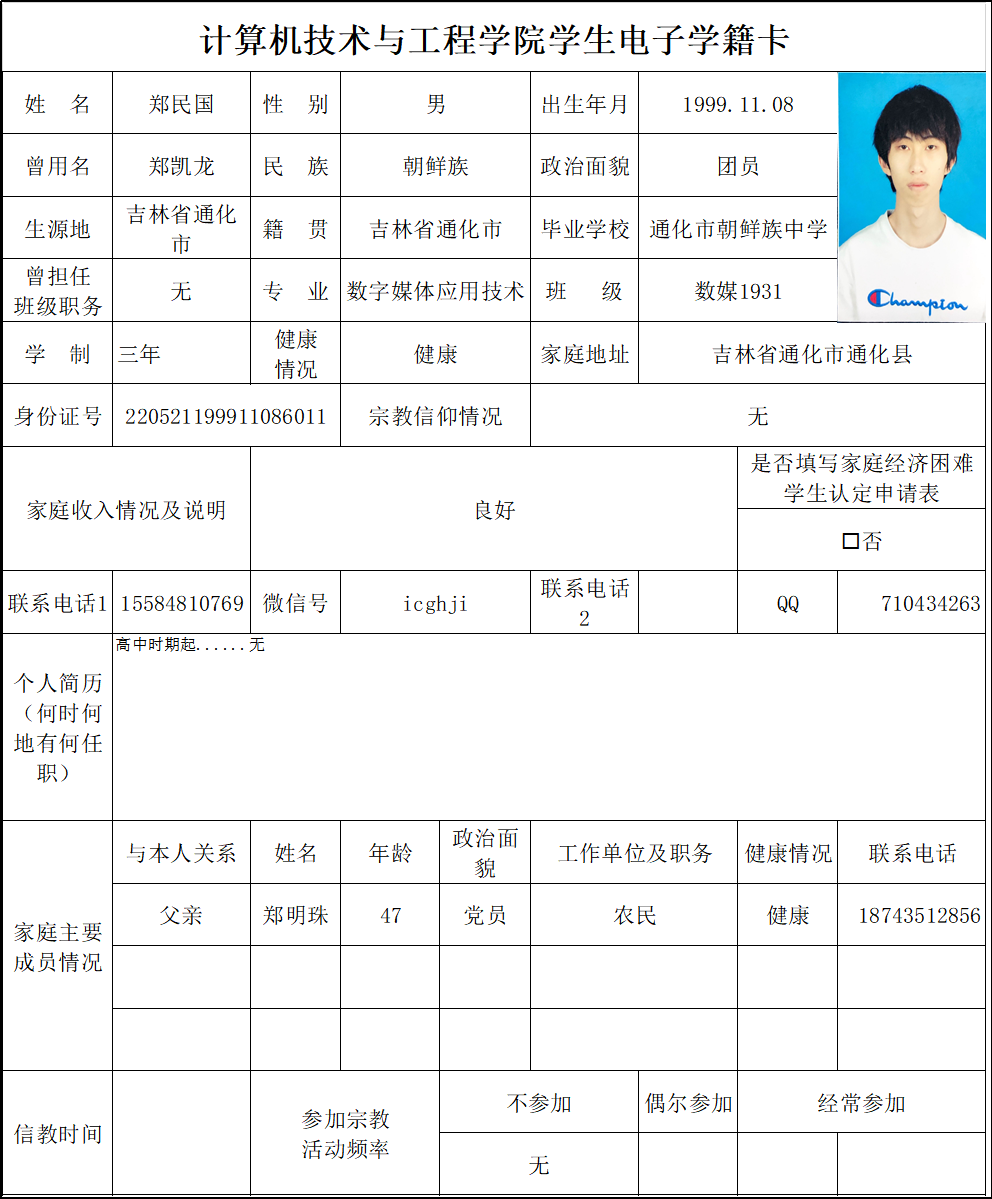 计算机技术与工程学院学生电子学籍卡
姓 名 郑民国 性 别 男 出生年月 1999.11.08
曾用名 郑凯龙 民 族 朝鲜族 政治面貌 团员
生源地 吉林省通化市 籍 贯 吉林省通化市 毕业学校 通化市朝鲜族中学
曾担任班级职务 无 专 业 数字媒体应用技术 班 级 数媒1931
Champion
学 制 三年 健康情况 健康 家庭地址 吉林省通化市通化县
身份证号 220521199911086011 宗教信仰情况 无
家庭收入情况及说明 良好 是否填写家庭经济困难学生认定申请表
□否
联系电话1 15584810769 微信号 icghji 联系电话2 QQ 710434263
个人简历（何时何地有何任职） 高中时期起......无
家庭主要成员情况 与本人关系 姓名 年龄 政治面貌 工作单位及职务 健康情况 联系电话
父亲 郑明珠 47 党员 农民 健康 18743512856
信教时间 参加宗教活动频率 不参加 偶尔参加 经常参加
无